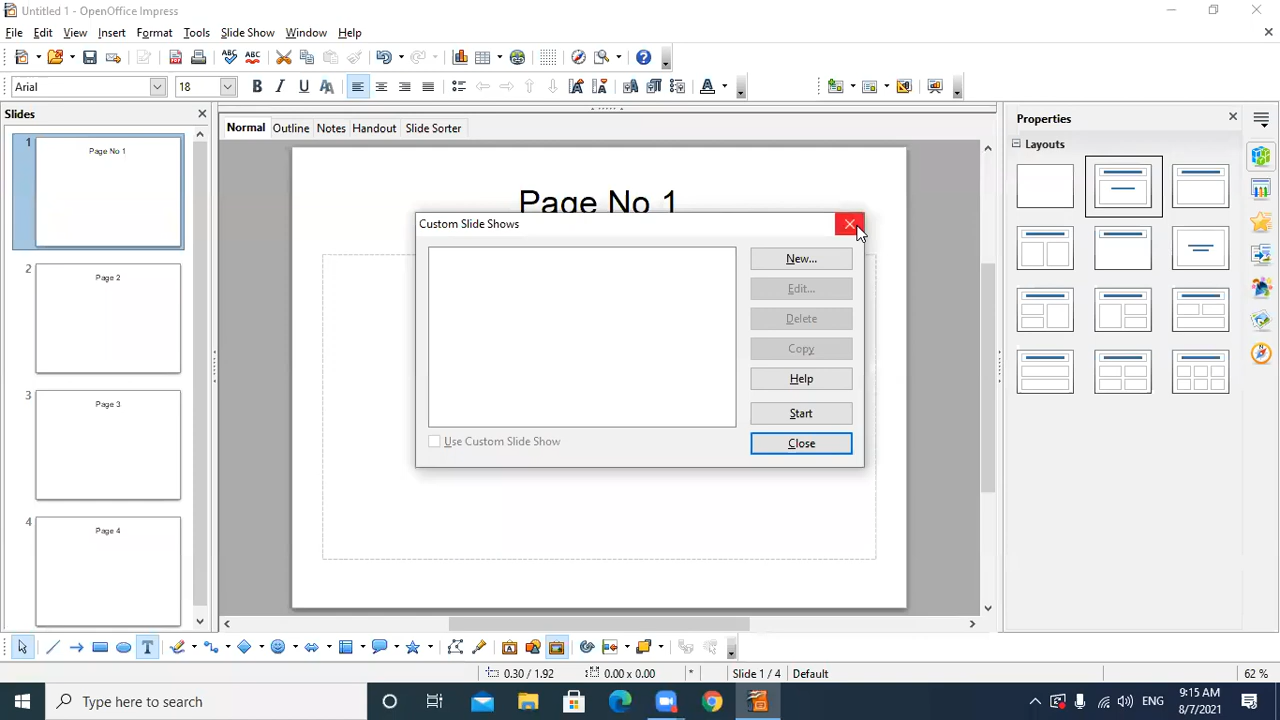 Untitled 1 - OpenOffice Impress
File Edit View Insert Format Tools Slide Show Window Help
Arial 18
Slides
Normal Outline Notes Handout Slide Sorter
Properties
Layouts
1
Page No 1
2
Page 2
3
Page 3
4
Page 4
Page No 1
Custom Slide Shows
New...
Edit...
Delete
Copy
Help
Start
Use Custom Slide Show
Close
0.30 / 1.92 0.00 x 0.00 * Slide 1 / 4 Default 62 %
Type here to search
ENG
9:15 AM
8/7/2021